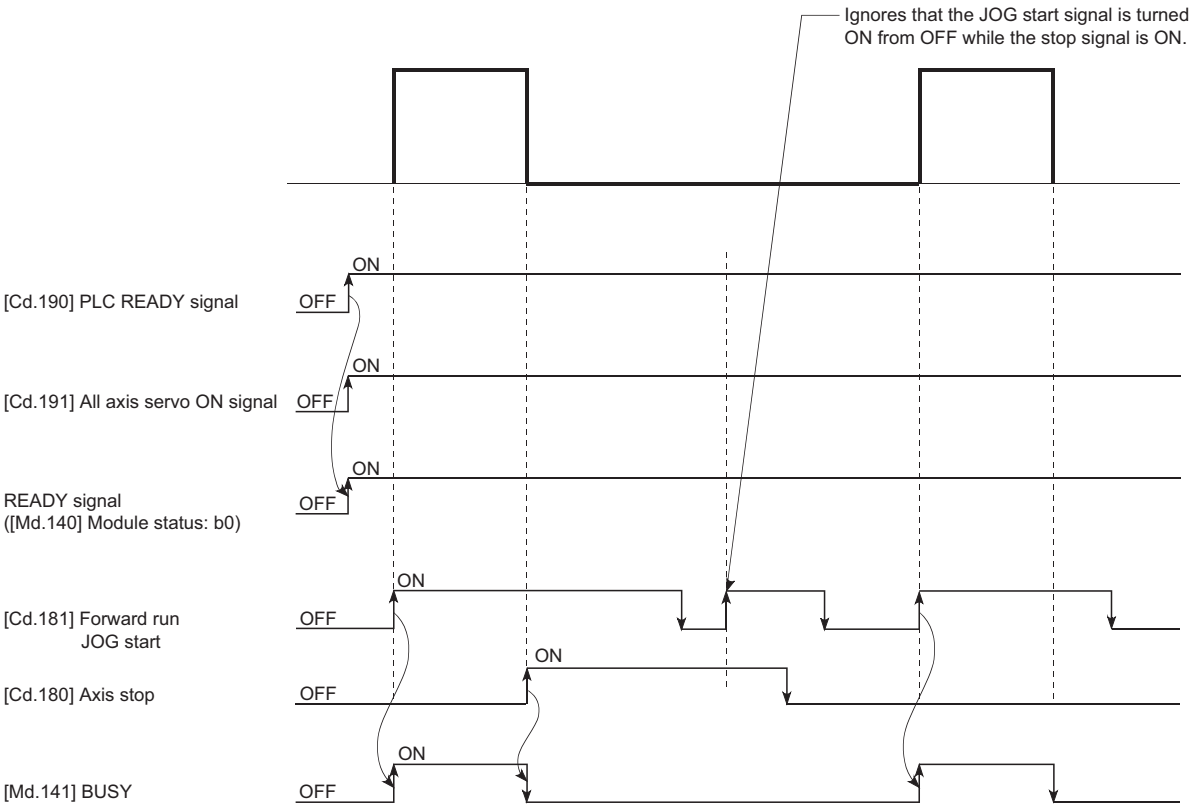 Ignores that the JOG start signal is turned
ON from OFF while the stop signal is ON.
ON
[Cd.190] PLC READY signal
OFF
ON
[Cd.191] All axis servo ON signal
OFF
ON
READY signal
OFF
([Md.140] Module status: b0)
ON
[Cd.181] Forward run
OFF
JOG start
ON
[Cd.180] Axis stop
OFF
ON
[Md.141] BUSY
OFF